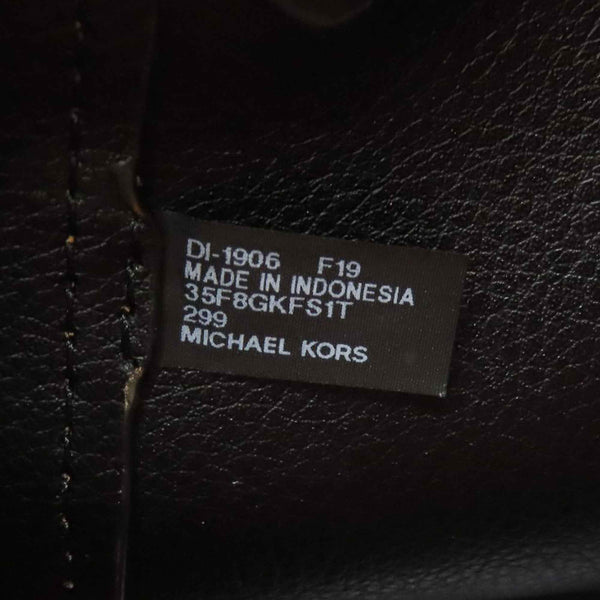 DI-1906 F19
MADE IN INDONESIA
35F8GKFS1T
299
MICHAEL KORS